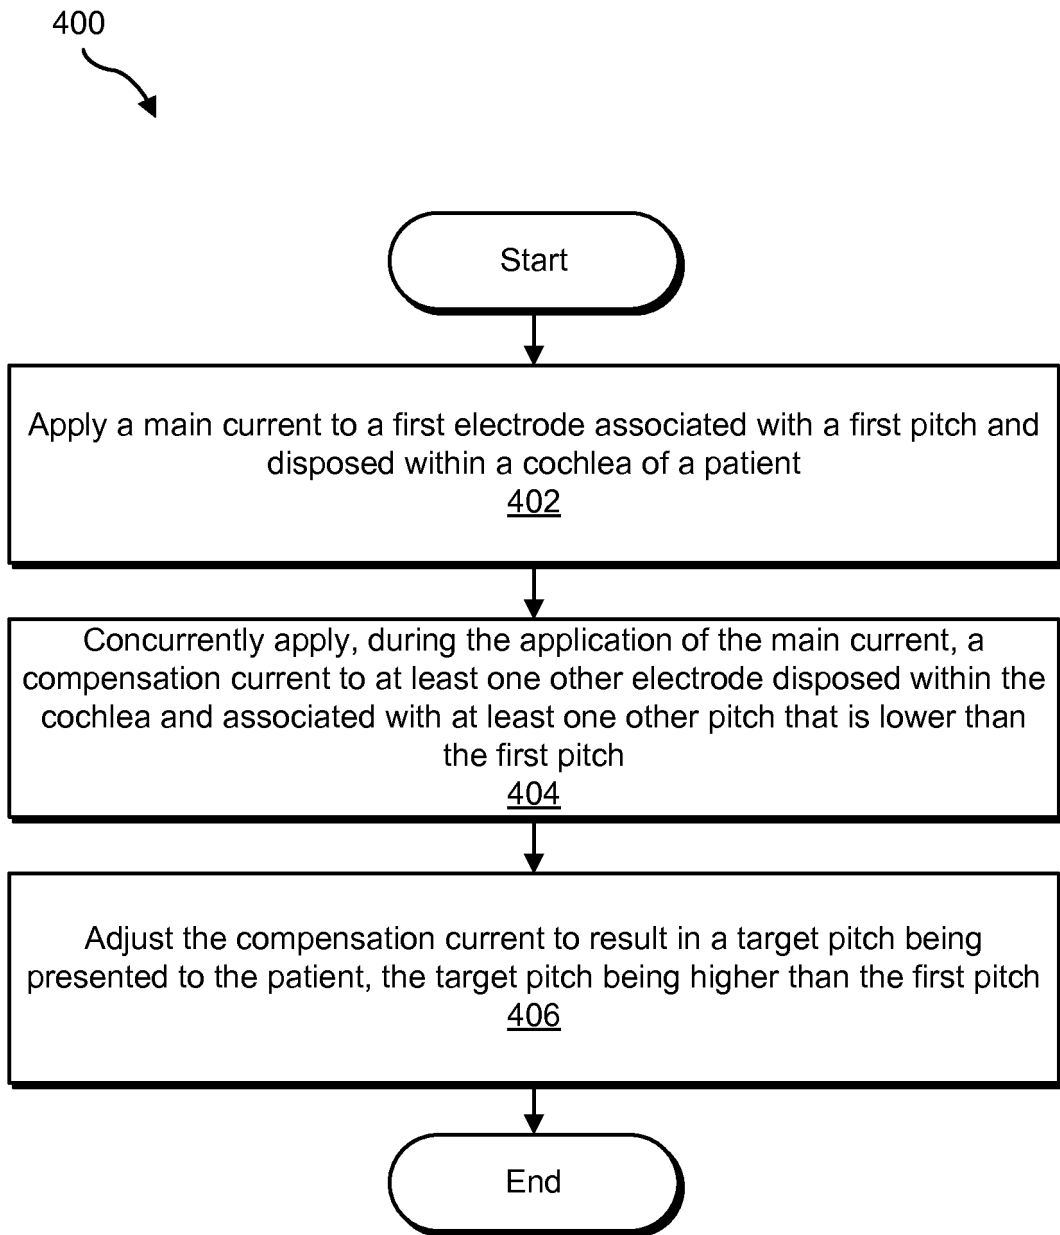 400
Start
Apply a main current to a first electrode associated with a first pitch and
disposed within a cochlea of a patient
402
Concurrently apply, during the application of the main current, a
compensation current to at least one other electrode disposed within the
cochlea and associated with at least one other pitch that is lower than
the first pitch
404
Adjust the compensation current to result in a target pitch being
presented to the patient, the target pitch being higher than the first pitch
406
End